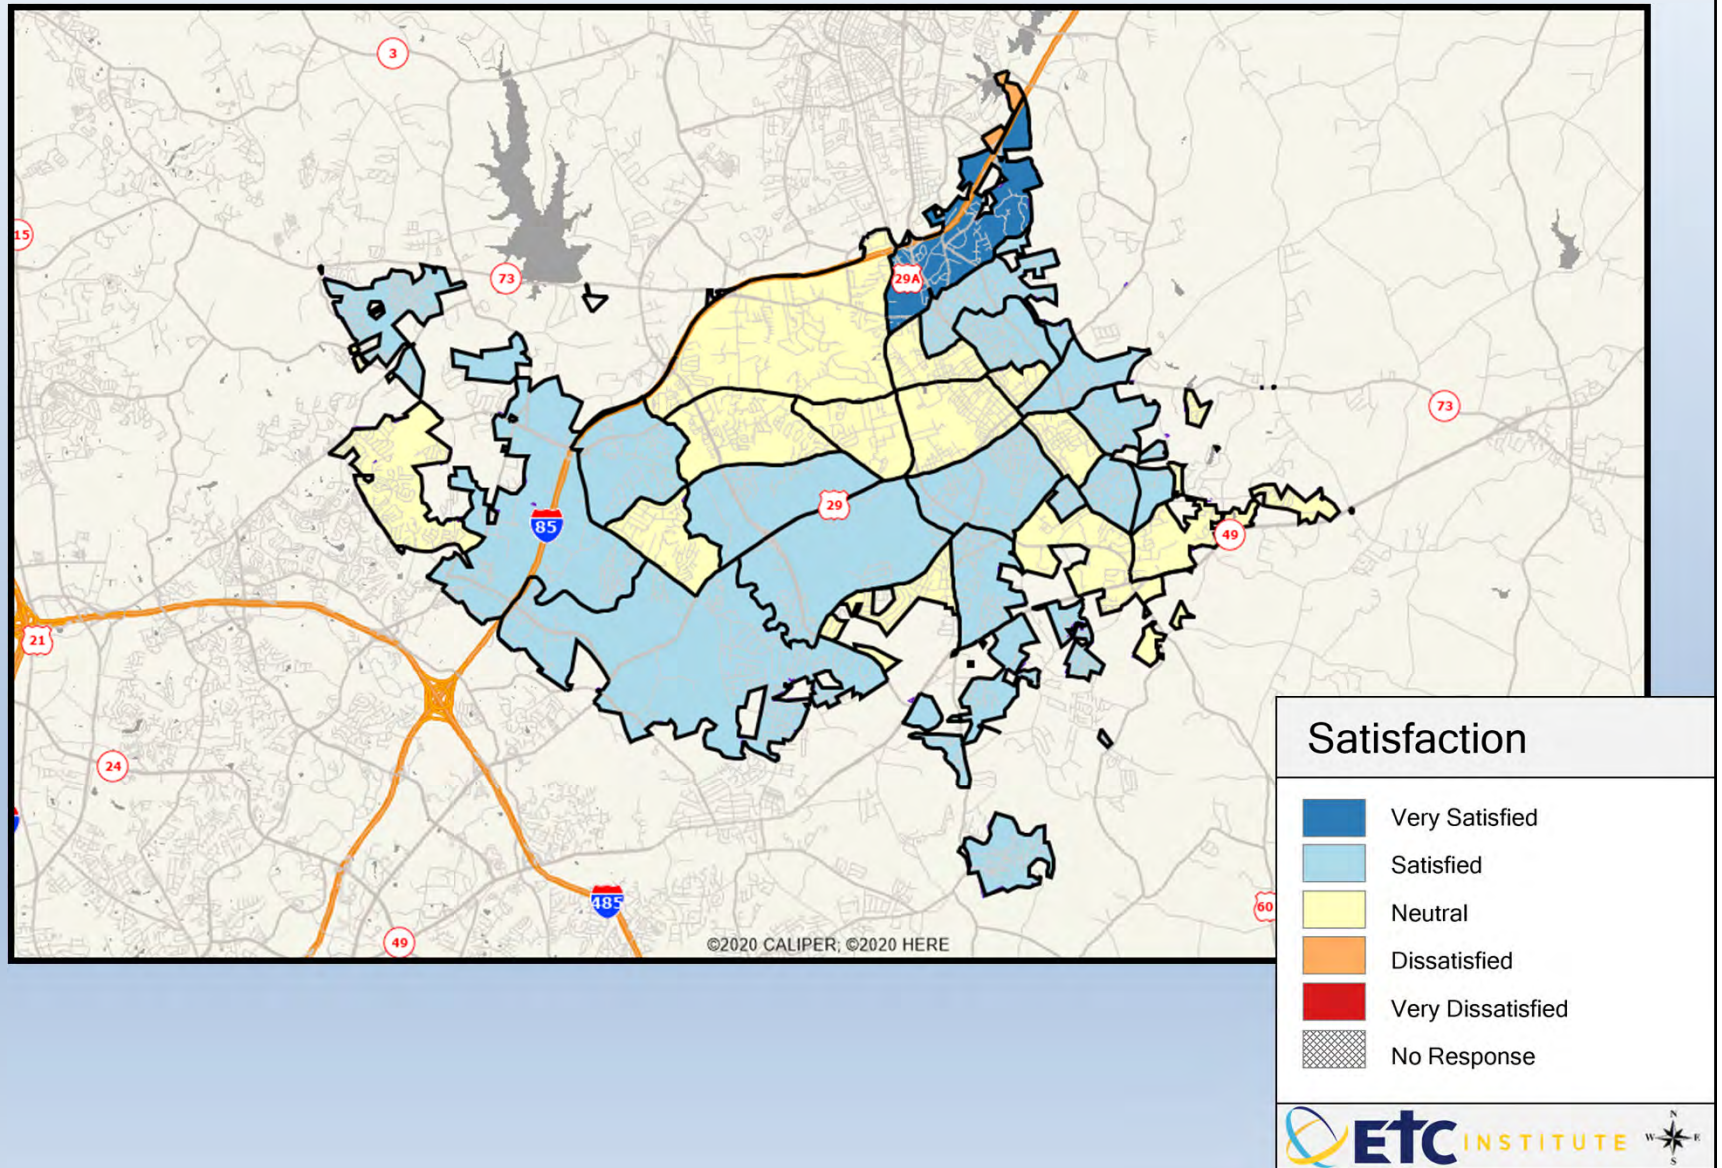 3
15
73
29A
73
29
85
49
21
24
485
49
60
©2020 CALIPER; ©2020 HERE
Satisfaction
Very Satisfied
Satisfied
Neutral
Dissatisfied
Very Dissatisfied
No Response
ETC INSTITUTE
N
W E
S